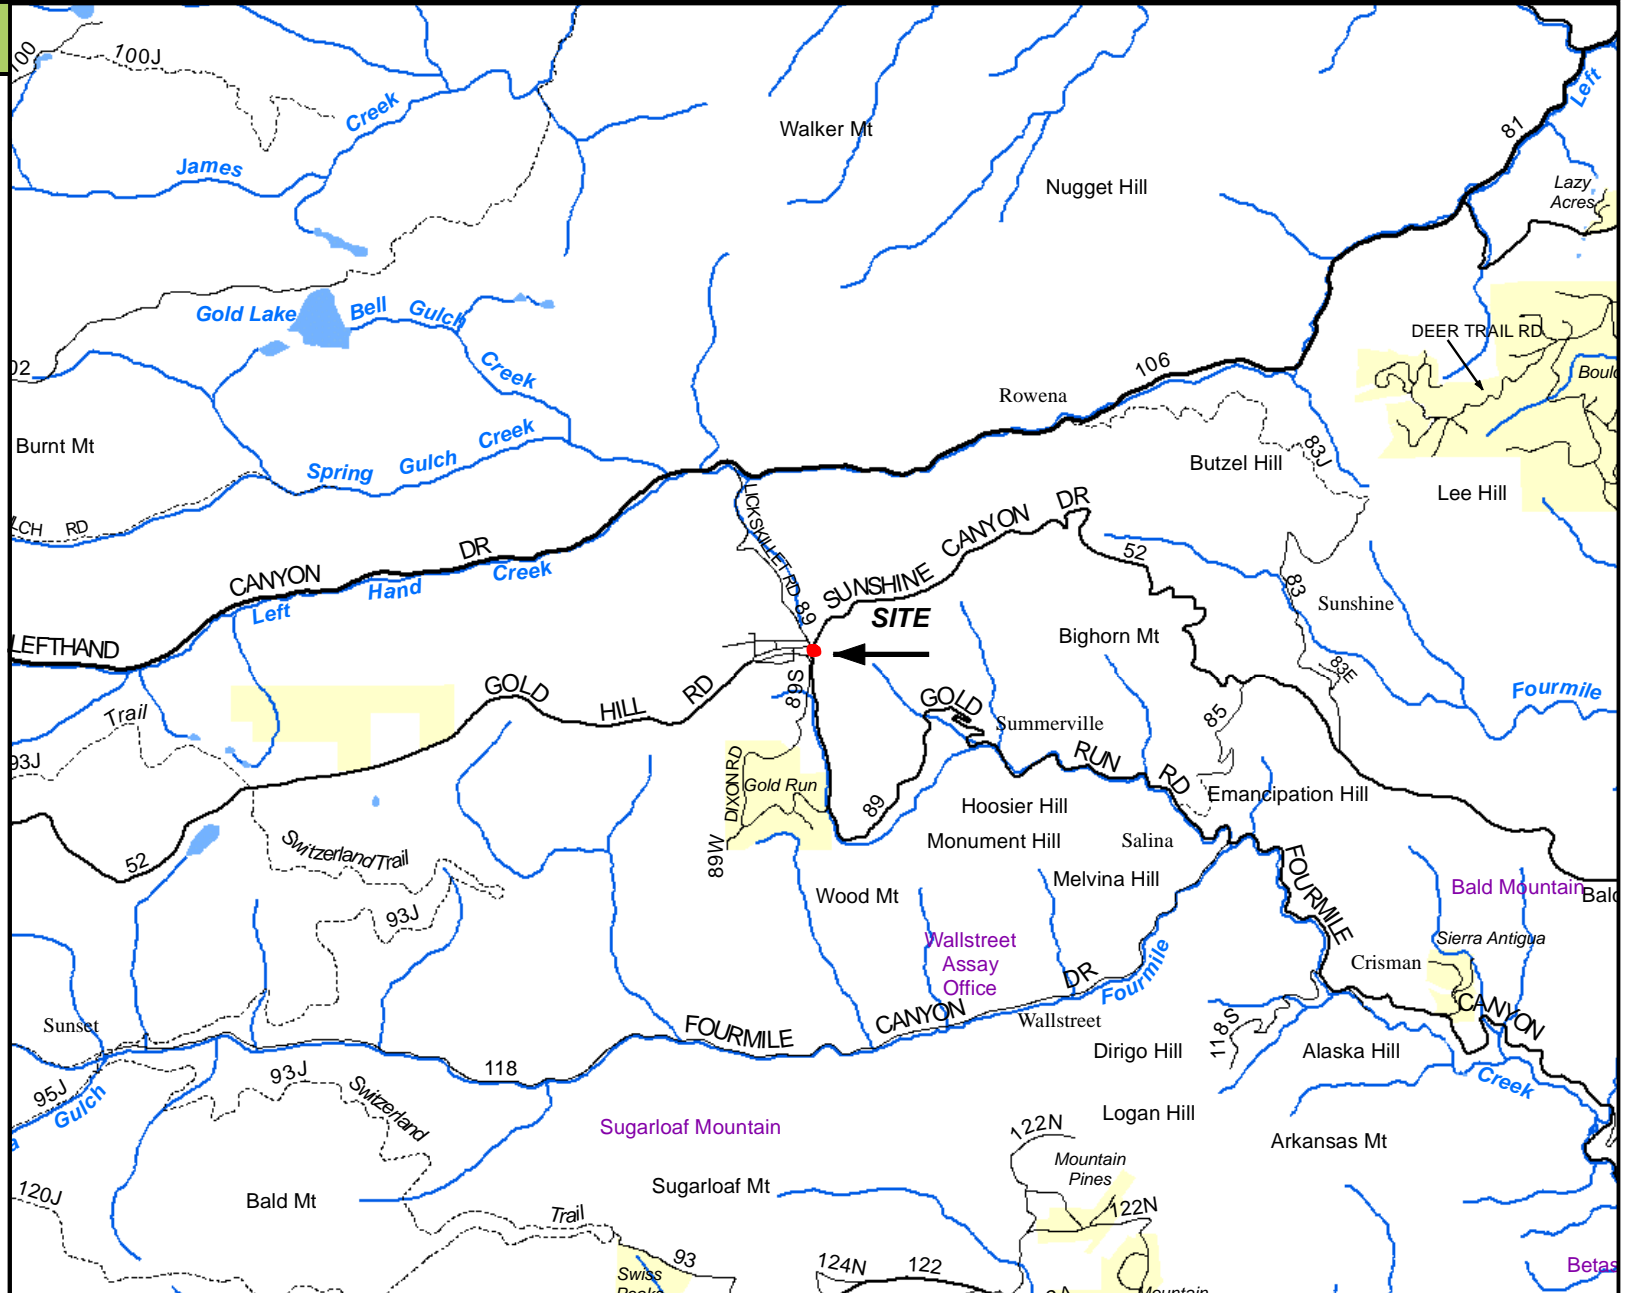 100
100J
Creek
James
Walker Mt
Nugget Hill
81
Left
Lazy
Acres
Gold Lake
Bell Gulch
Creek
DEER TRAIL RD
106
Rowena
Burnt Mt
Spring Gulch Creek
Butzel Hill
83J
Lee Hill
RD
LICKSKILLET RD 89
CANYON DR
Left Hand Creek
LEFTHAND
SUNSHINE CANYON DR
52
SITE
83
Sunshine
Bighorn Mt
83E
Fourmile
GOLD HILL RD
89S
GOLD
Summerville
RUN RD
85
Trail
93J
DIXON RD
Gold Run
89
Hoosier Hill
Emancipation Hill
Monument Hill
Salina
52
Switzerland Trail
89W
Melvina Hill
FOURMILE
Bald Mountain
Wood Mt
93J
Wallstreet
Assay
Office
Sierra Antigua
Crisman
DR
Fourmile
CANYON
Sunset
FOURMILE
CANYON
Wallstreet
118S
Dirigo Hill
Alaska Hill
118
93J
95J
Gulch
Switzerland
Creek
Logan Hill
Sugarloaf Mountain
122N
Arkansas Mt
Mountain
Pines
Sugarloaf Mt
120J
Bald Mt
Trail
122N
93
124N
122
Swiss
Mountain